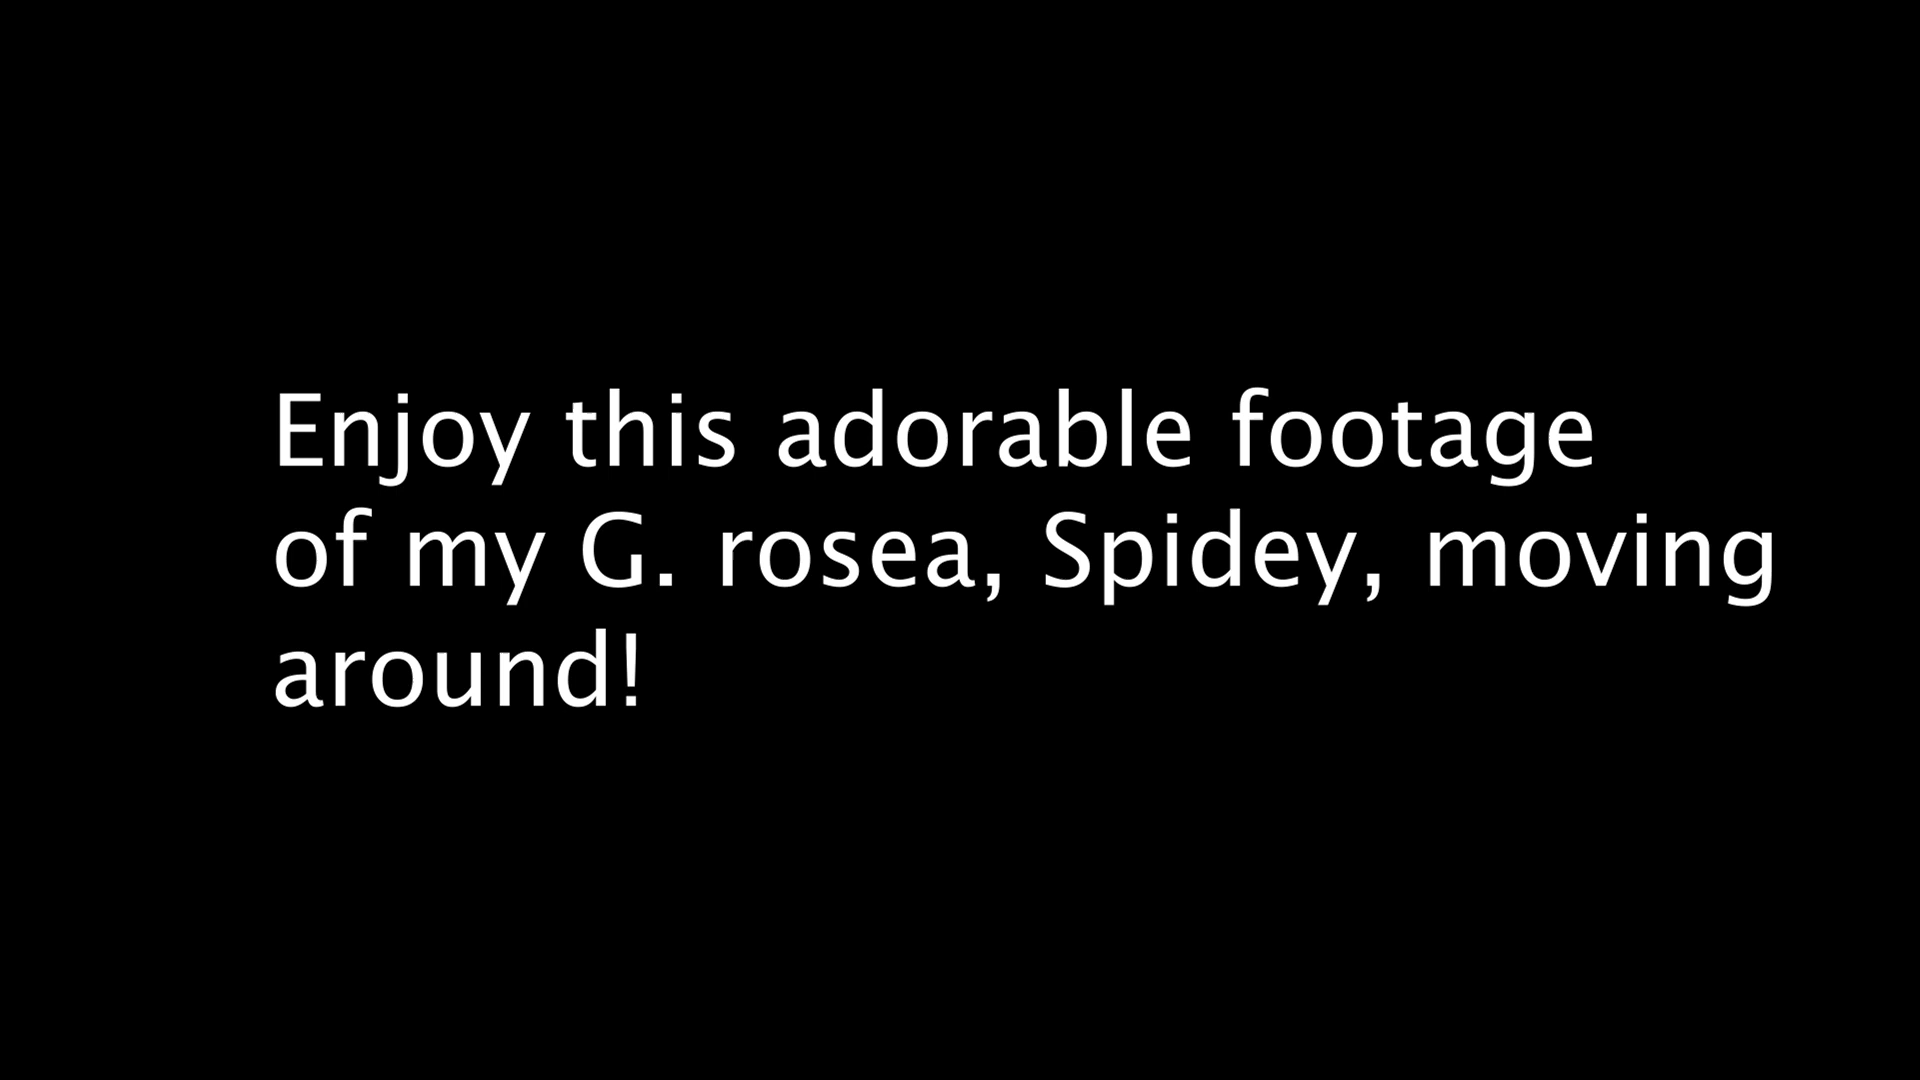 Enjoy this adorable footage
of my G. rosea, Spidey, moving
around!